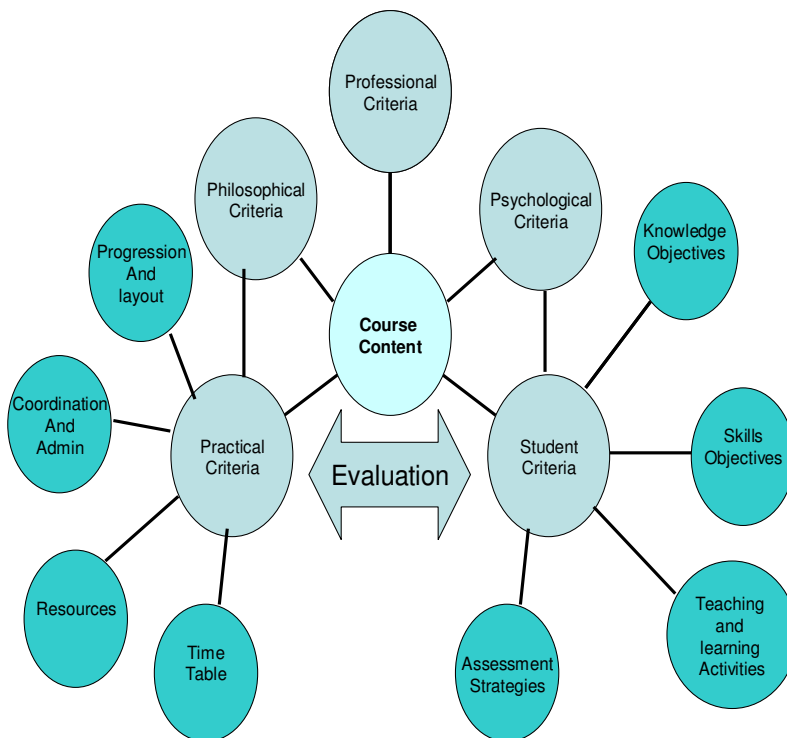 Professional
Criteria
Philosophical
Criteria
Psychological
Criteria
Knowledge
Objectives
Progression
And
layout
Course
Content
Coordination
And
Admin
Practical
Criteria
Evaluation
Student
Criteria
Skills
Objectives
Resources
Time
Table
Assessment
Strategies
Teaching
and
learning
Activities